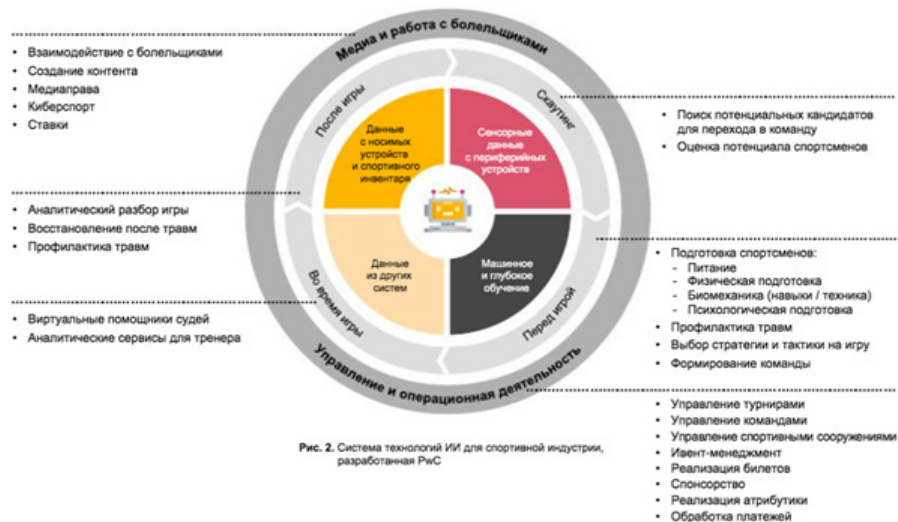 Медиа и работа с болельщиками
• Взаимодействие с болельщиками
• Создание контента
• Медиаправа
• Киберспорт
• Ставки
После игры
Скаутинг
• Поиск потенциальных кандидатов
для перехода в команду
• Оценка потенциала спортсменов
Данные
с носимых
устройств
и спортивного
инвентаря
Сенсорные
данные
с периферийных
устройств
• Аналитический разбор игры
• Восстановление после травм
• Профилактика травм
Данные
из других
систем
Машинное
и глубокое
обучение
• Подготовка спортсменов:
- Питание
- Физическая подготовка
- Биомеханика (навыки / техника)
- Психологическая подготовка
• Профилактика травм
• Выбор стратегии и тактики на игру
• Формирование команды
Во время игры
Перед игрой
• Виртуальные помощники судей
• Аналитические сервисы для тренера
Управление и операционная деятельность
• Управление турнирами
• Управление командами
• Управление спортивными сооружениями
• Ивент-менеджмент
• Реализация билетов
• Спонсорство
• Реализация атрибутики
• Обработка платежей
Рис. 2. Система технологий ИИ для спортивной индустрии,
разработанная PwC